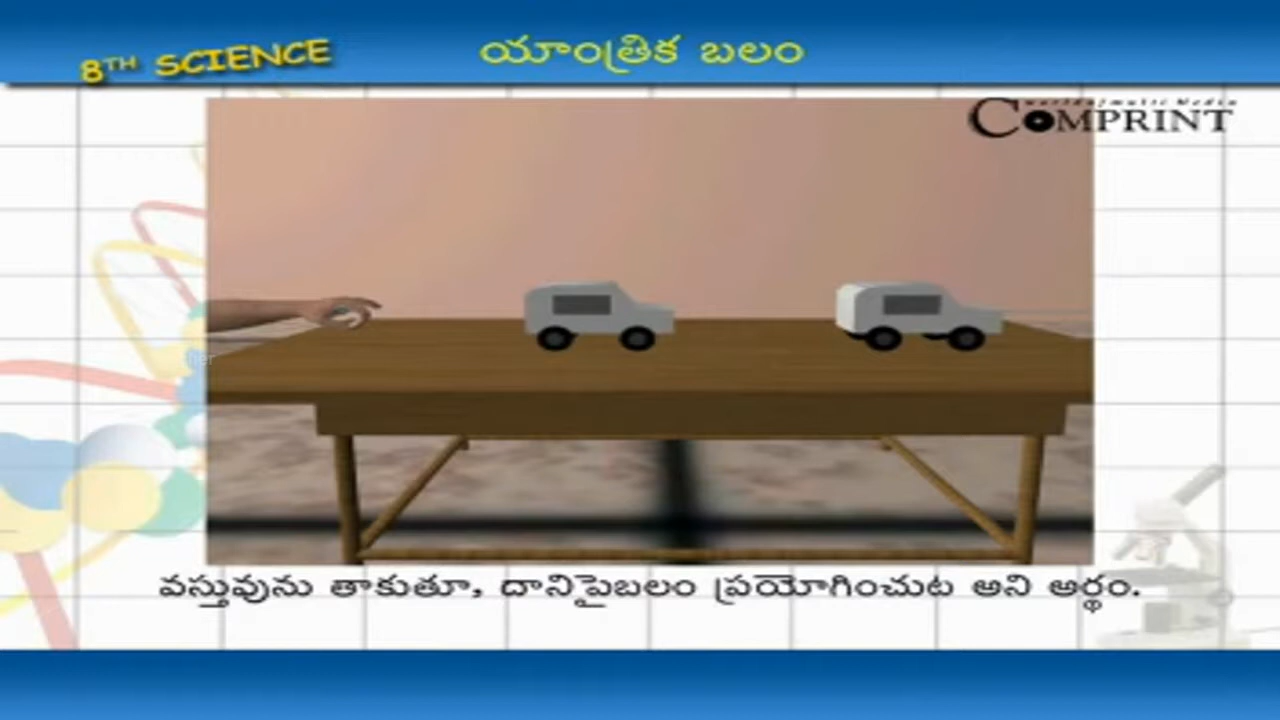 8TH SCIENCE
యాంత్రిక బలం
COMPRINT
వస్తువును తాకుతూ, దానిపైబలం ప్రయోగించుట అని అర్థం.